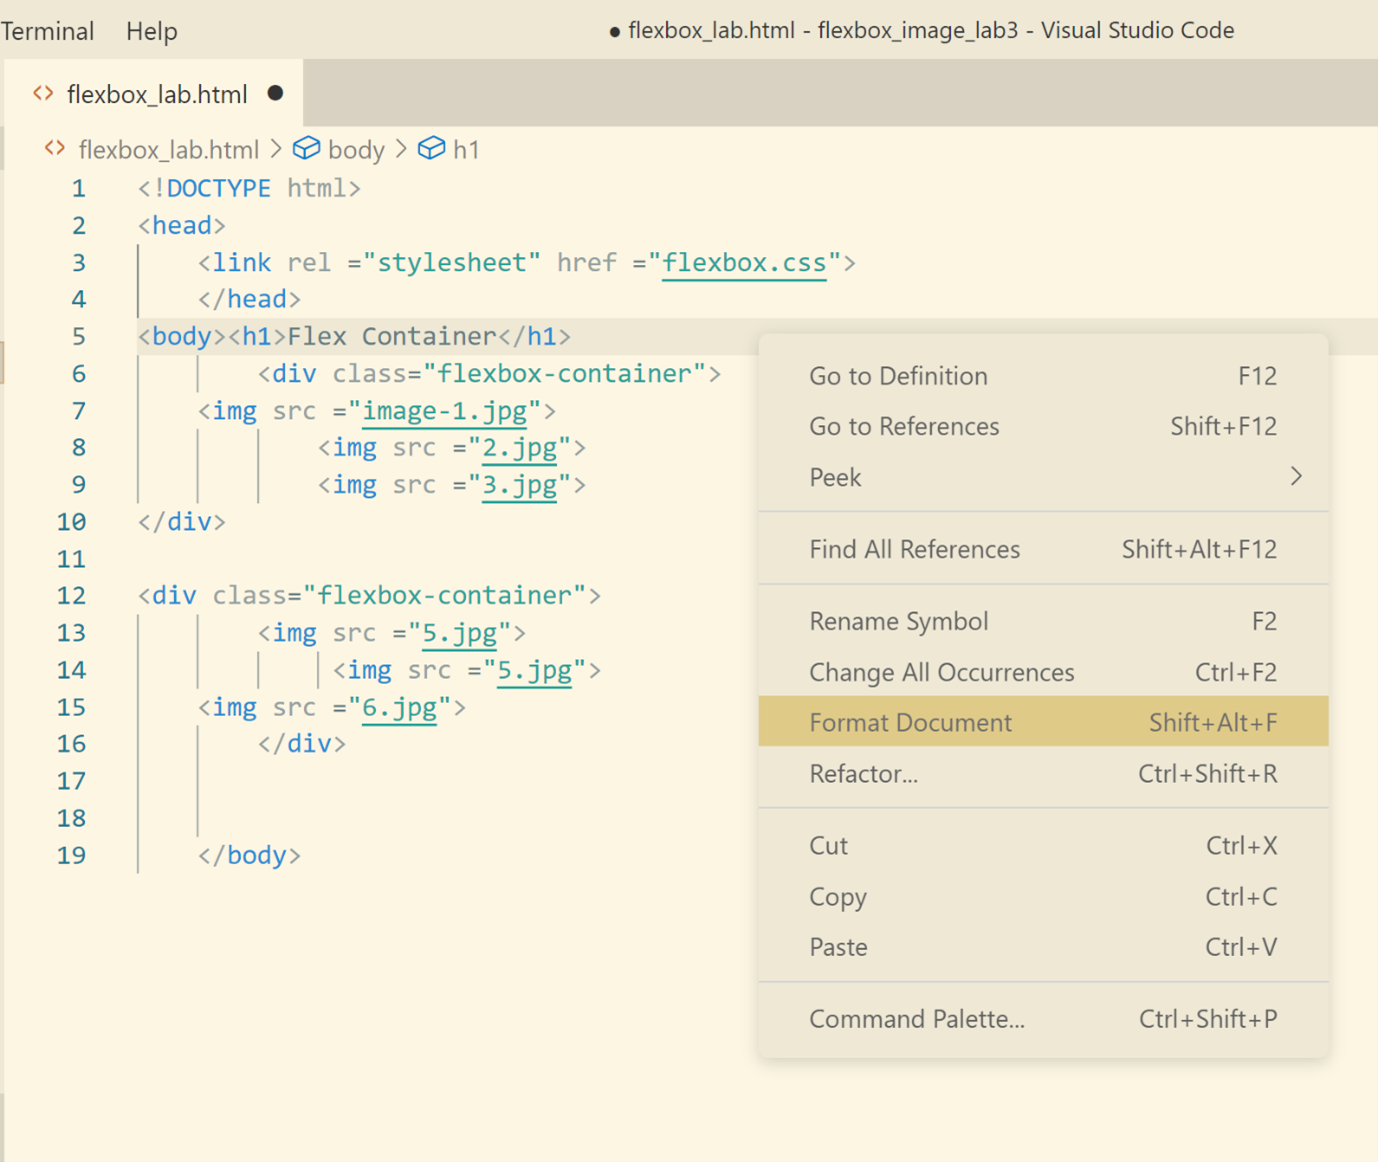 Terminal Help ● flexbox_lab.html - flexbox_image_lab3 - Visual Studio Code
<> flexbox_lab.html ●
<> flexbox_lab.html > body > h1
1 <!DOCTYPE html>
2 <head>
3 <link rel ="stylesheet" href ="flexbox.css">
4 </head>
5 <body><h1>Flex Container</h1>
6 <div class="flexbox-container">
7 <img src ="image-1.jpg">
8 <img src ="2.jpg">
9 <img src ="3.jpg">
10 </div>
11
12 <div class="flexbox-container">
13 <img src ="5.jpg">
14 <img src ="5.jpg">
15 <img src ="6.jpg">
16 </div>
17
18
19 </body>
Go to Definition F12
Go to References Shift+F12
Peek >
Find All References Shift+Alt+F12
Rename Symbol F2
Change All Occurrences Ctrl+F2
Format Document Shift+Alt+F
Refactor... Ctrl+Shift+R
Cut Ctrl+X
Copy Ctrl+C
Paste Ctrl+V
Command Palette... Ctrl+Shift+P